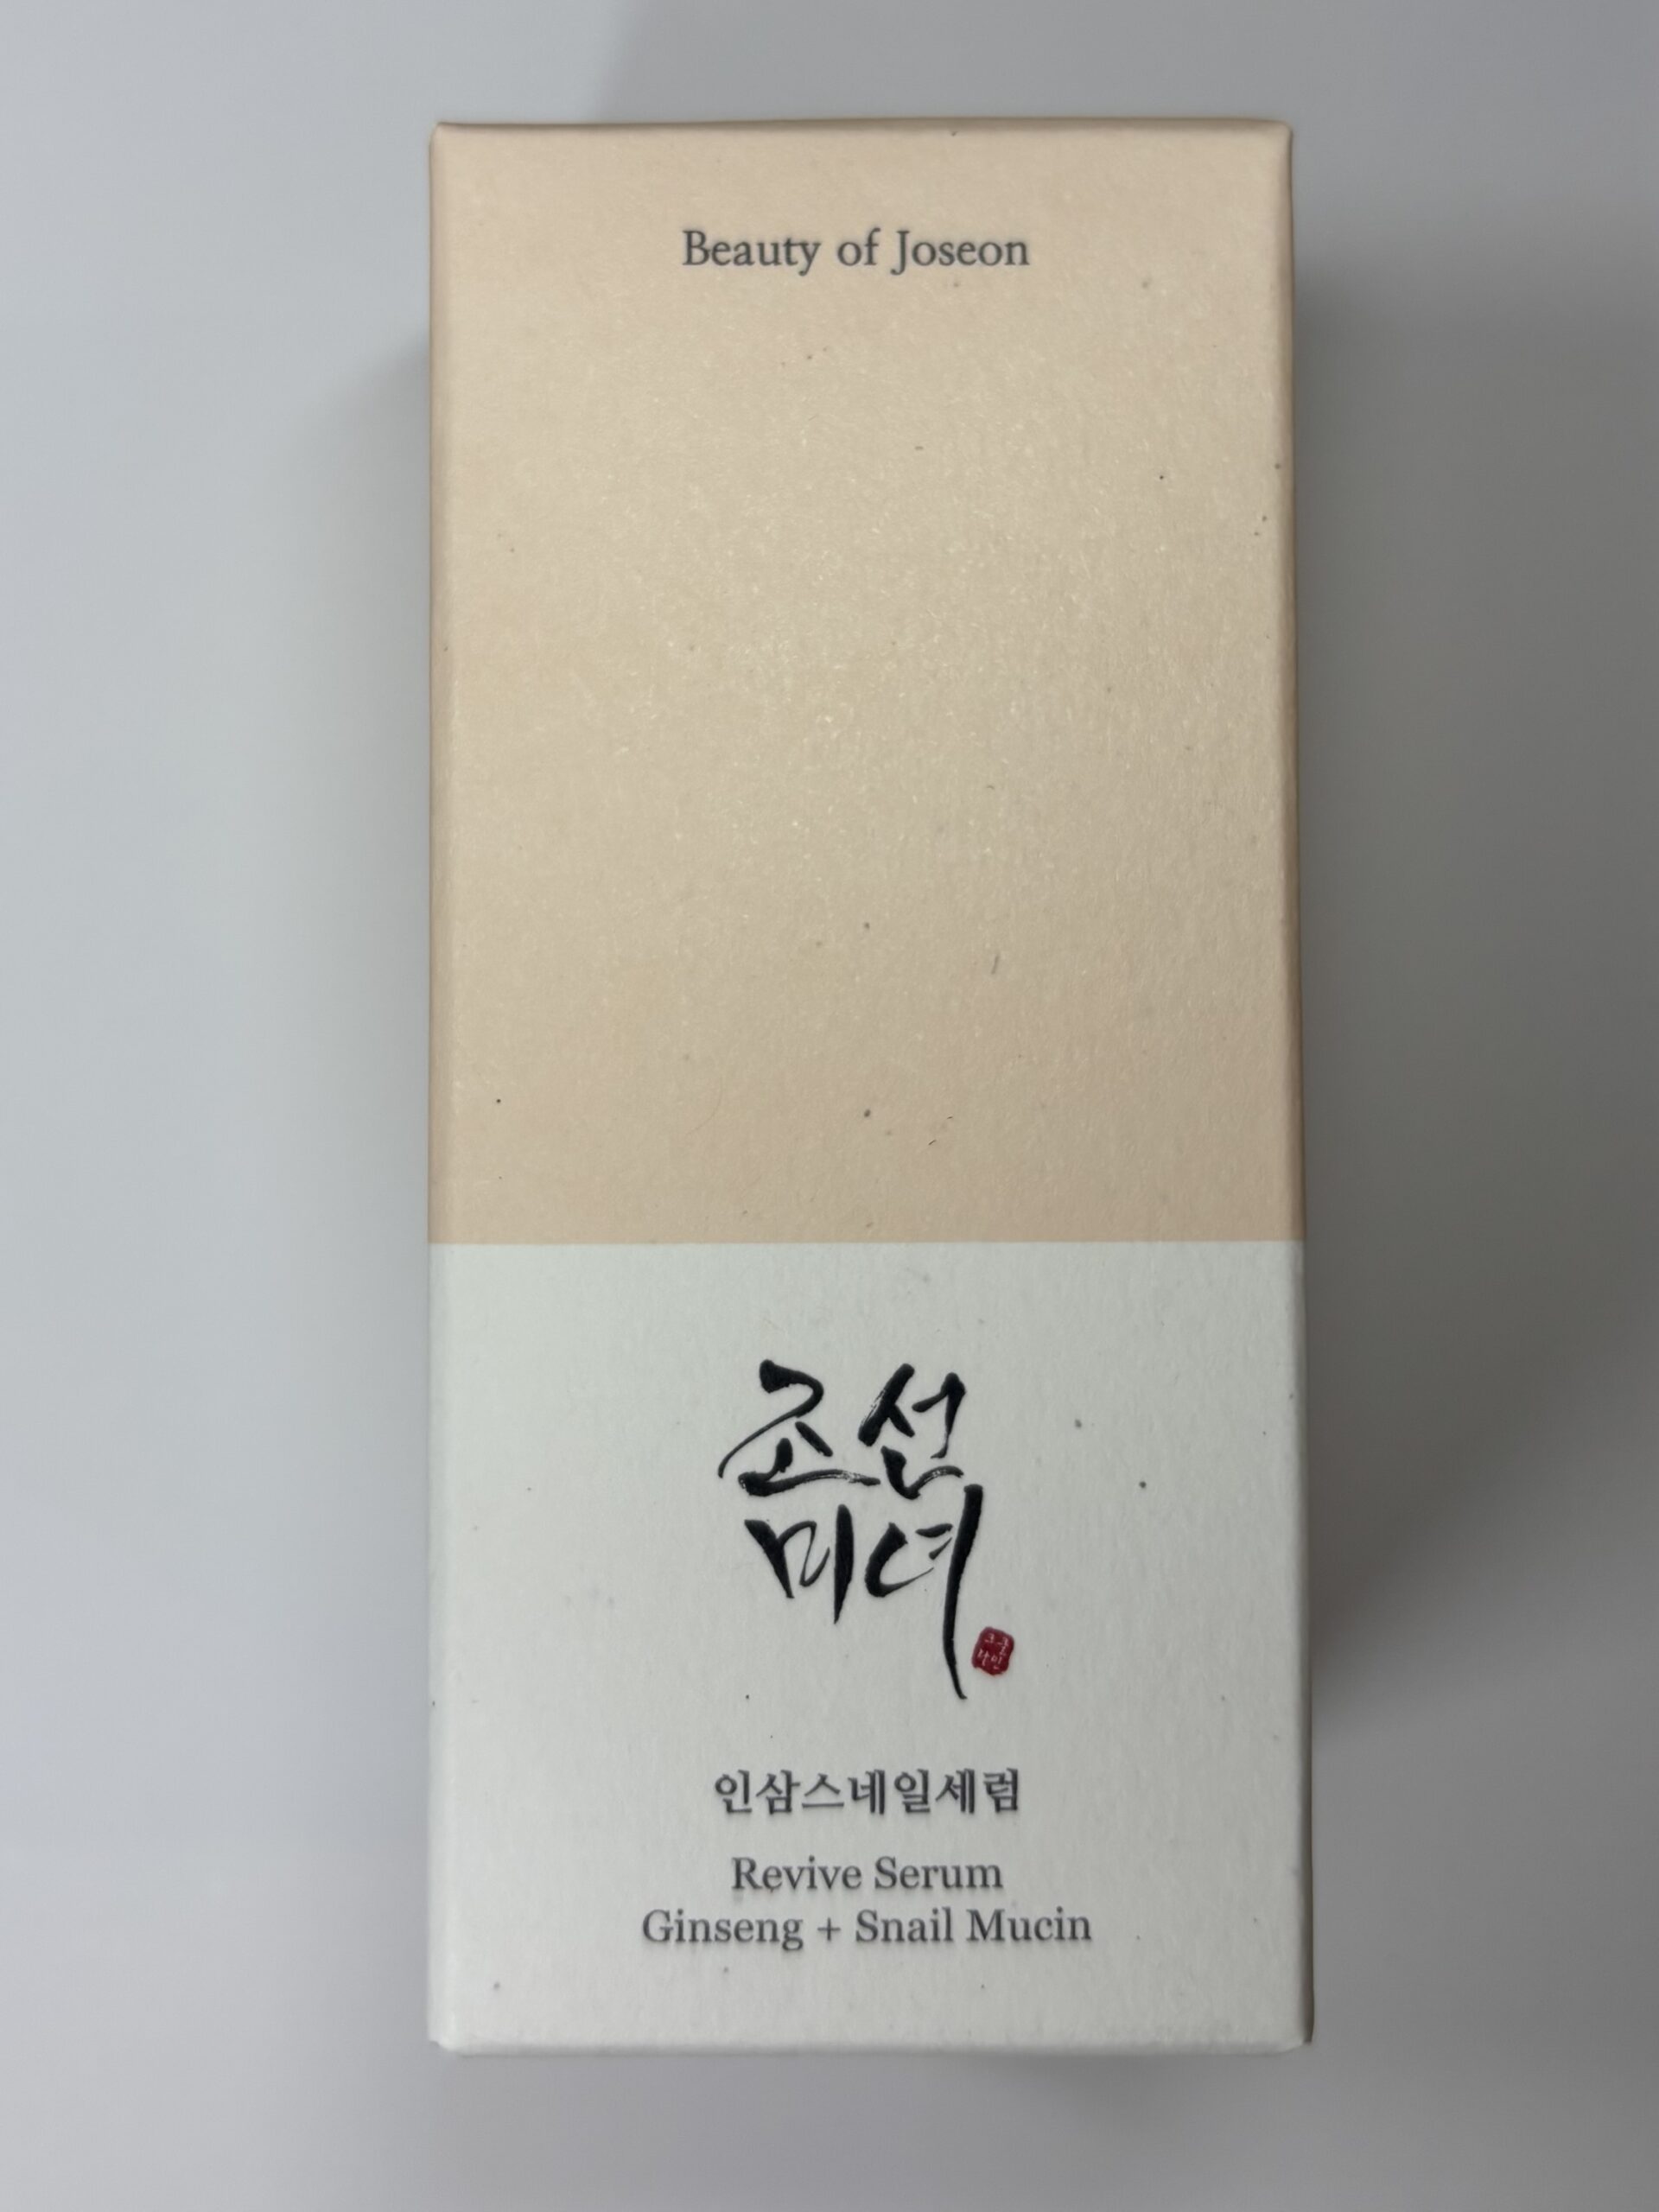 Beauty of Joseon
조선
미녀
인삼스네일세럼
Revive Serum
Ginseng + Snail Mucin